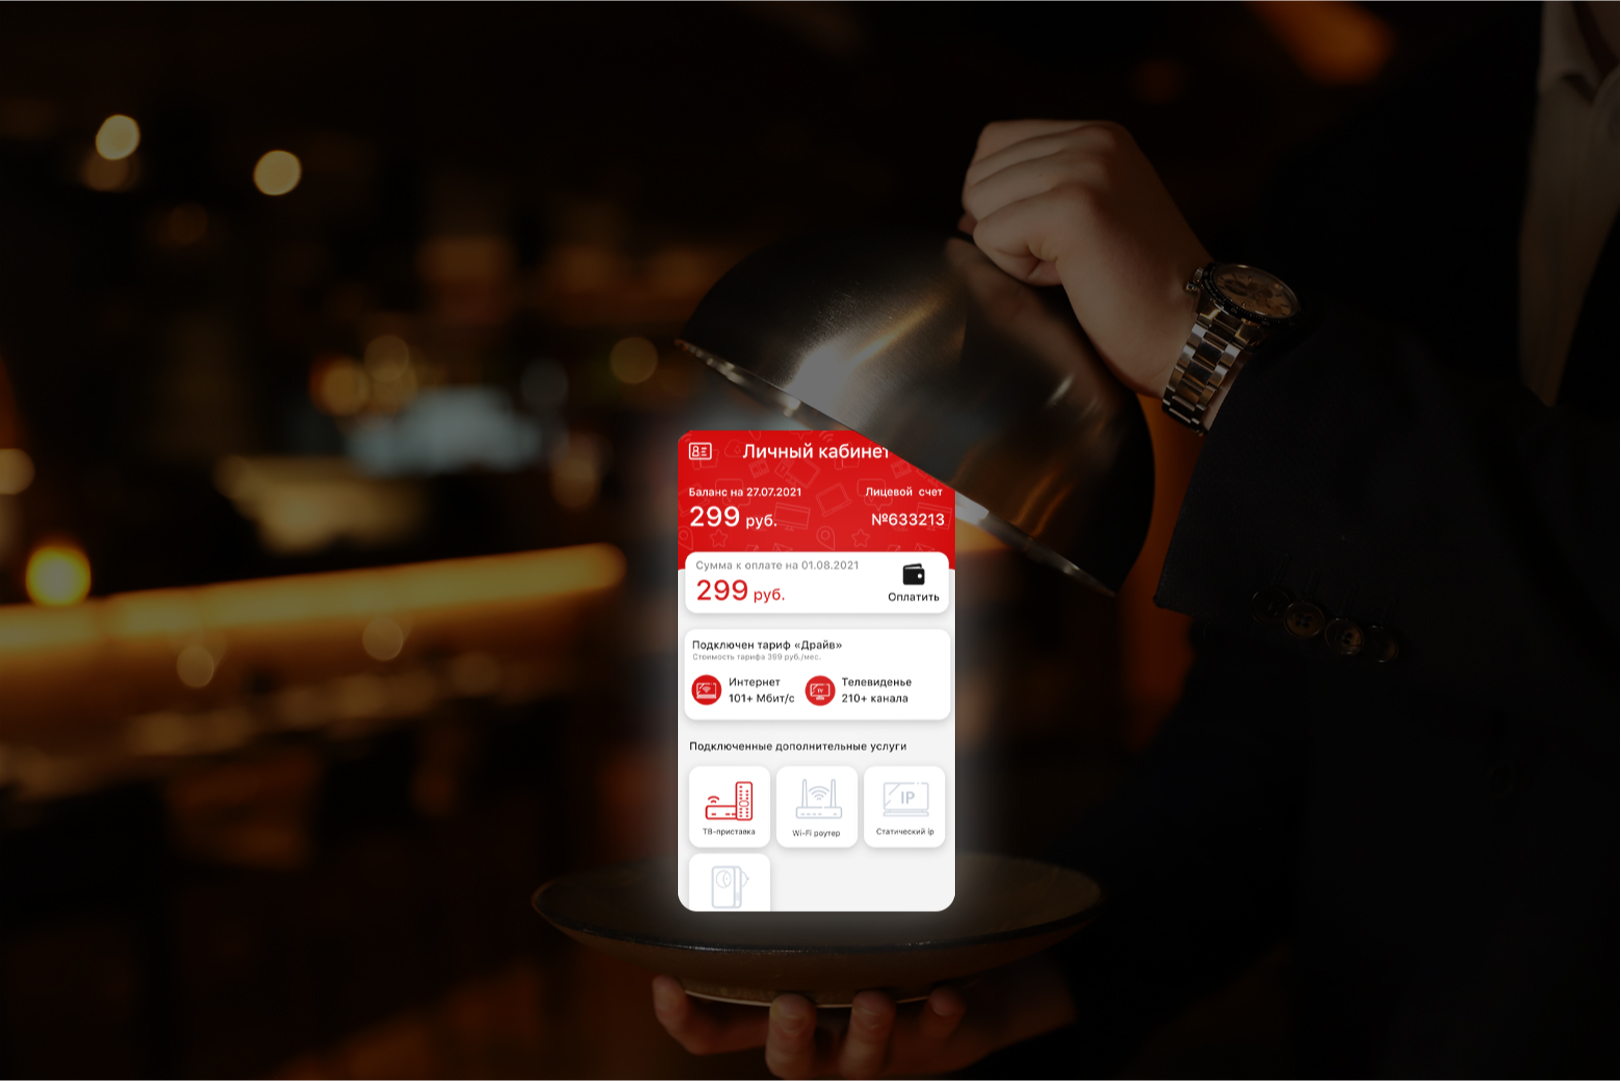 Личный кабинет
Баланс на 27.07.2021
Лицевой счет
299 руб.
№633213
Сумма к оплате на 01.08.2021
299 руб.
Оплатить
Подключен тариф «Драйв»
Стоимость тарифа 399 руб./мес.
Интернет
101+ Мбит/с
Телевиденье
210+ канала
TV
Подключенные дополнительные услуги
IP
ТВ-приставка
Wi-Fi роутер
Статический ip